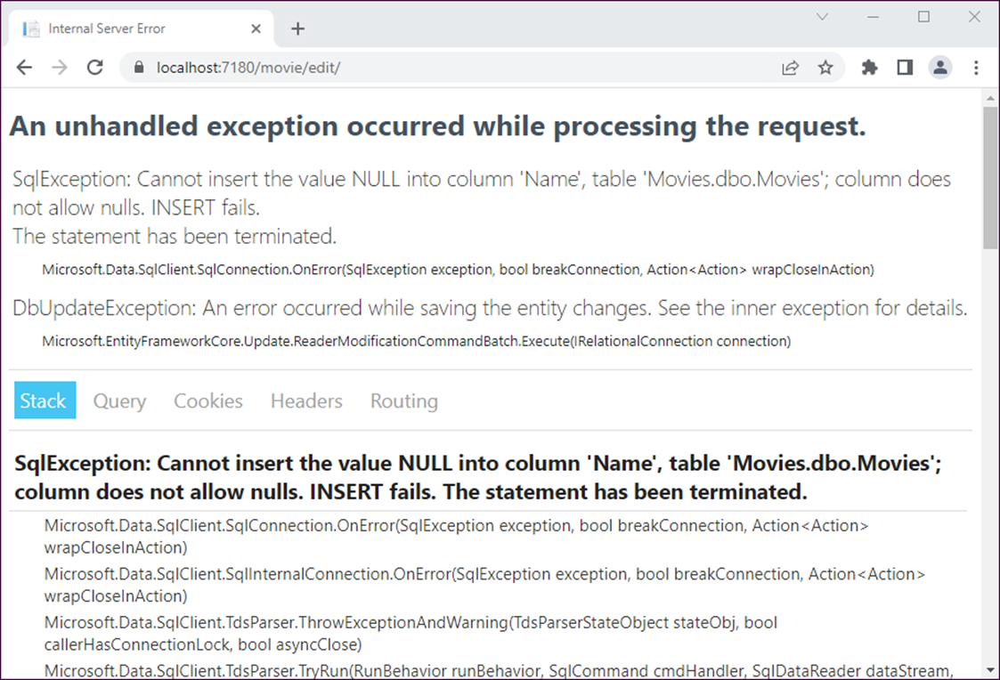 Internal Server Error
localhost:7180/movie/edit/
An unhandled exception occurred while processing the request.
SqlException: Cannot insert the value NULL into column 'Name', table 'Movies.dbo.Movies'; column does
not allow nulls. INSERT fails.
The statement has been terminated.
Microsoft.Data.SqlClient.SqlConnection.OnError(SqlException exception, bool breakConnection, Action<Action> wrapCloseInAction)
DbUpdateException: An error occurred while saving the entity changes. See the inner exception for details.
Microsoft.EntityFrameworkCore.Update.ReaderModificationCommandBatch.Execute(IRelationalConnection connection)
Stack Query Cookies Headers Routing
SqlException: Cannot insert the value NULL into column 'Name', table 'Movies.dbo.Movies';
column does not allow nulls. INSERT fails. The statement has been terminated.
Microsoft.Data.SqlClient.SqlConnection.OnError(SqlException exception, bool breakConnection, Action<Action>
wrapCloseInAction)
Microsoft.Data.SqlClient.SqlInternalConnection.OnError(SqlException exception, bool breakConnection, Action<Action>
wrapCloseInAction)
Microsoft.Data.SqlClient.TdsParser.ThrowExceptionAndWarning(TdsParserStateObject stateObj, bool
callerHasConnectionLock, bool asyncClose)
Microsoft.Data.SqlClient.TdsParser.TryRun(RunBehavior runBehavior, SqlCommand cmdHandler, SqlDataReader dataStream,